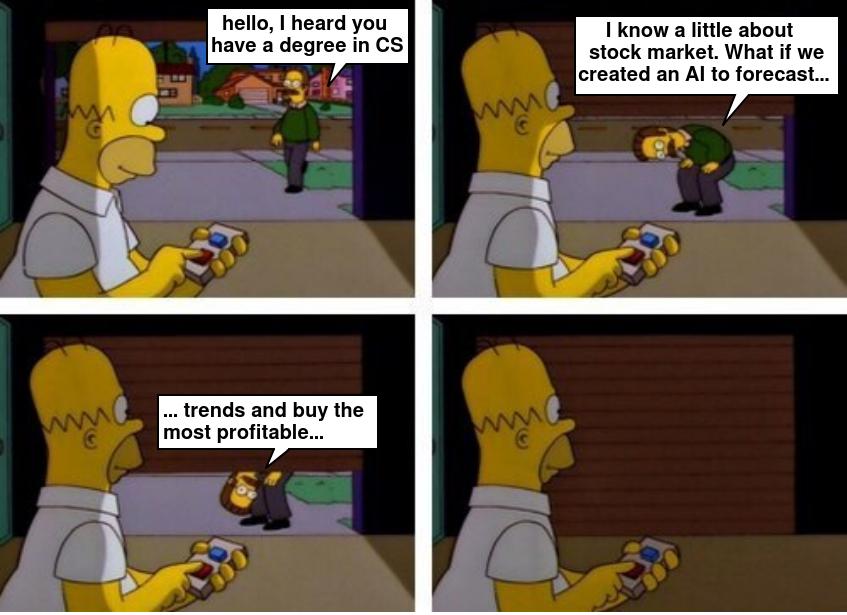 hello, I heard you
have a degree in CS
I know a little about
stock market. What if we
created an AI to forecast...
... trends and buy the
most profitable...